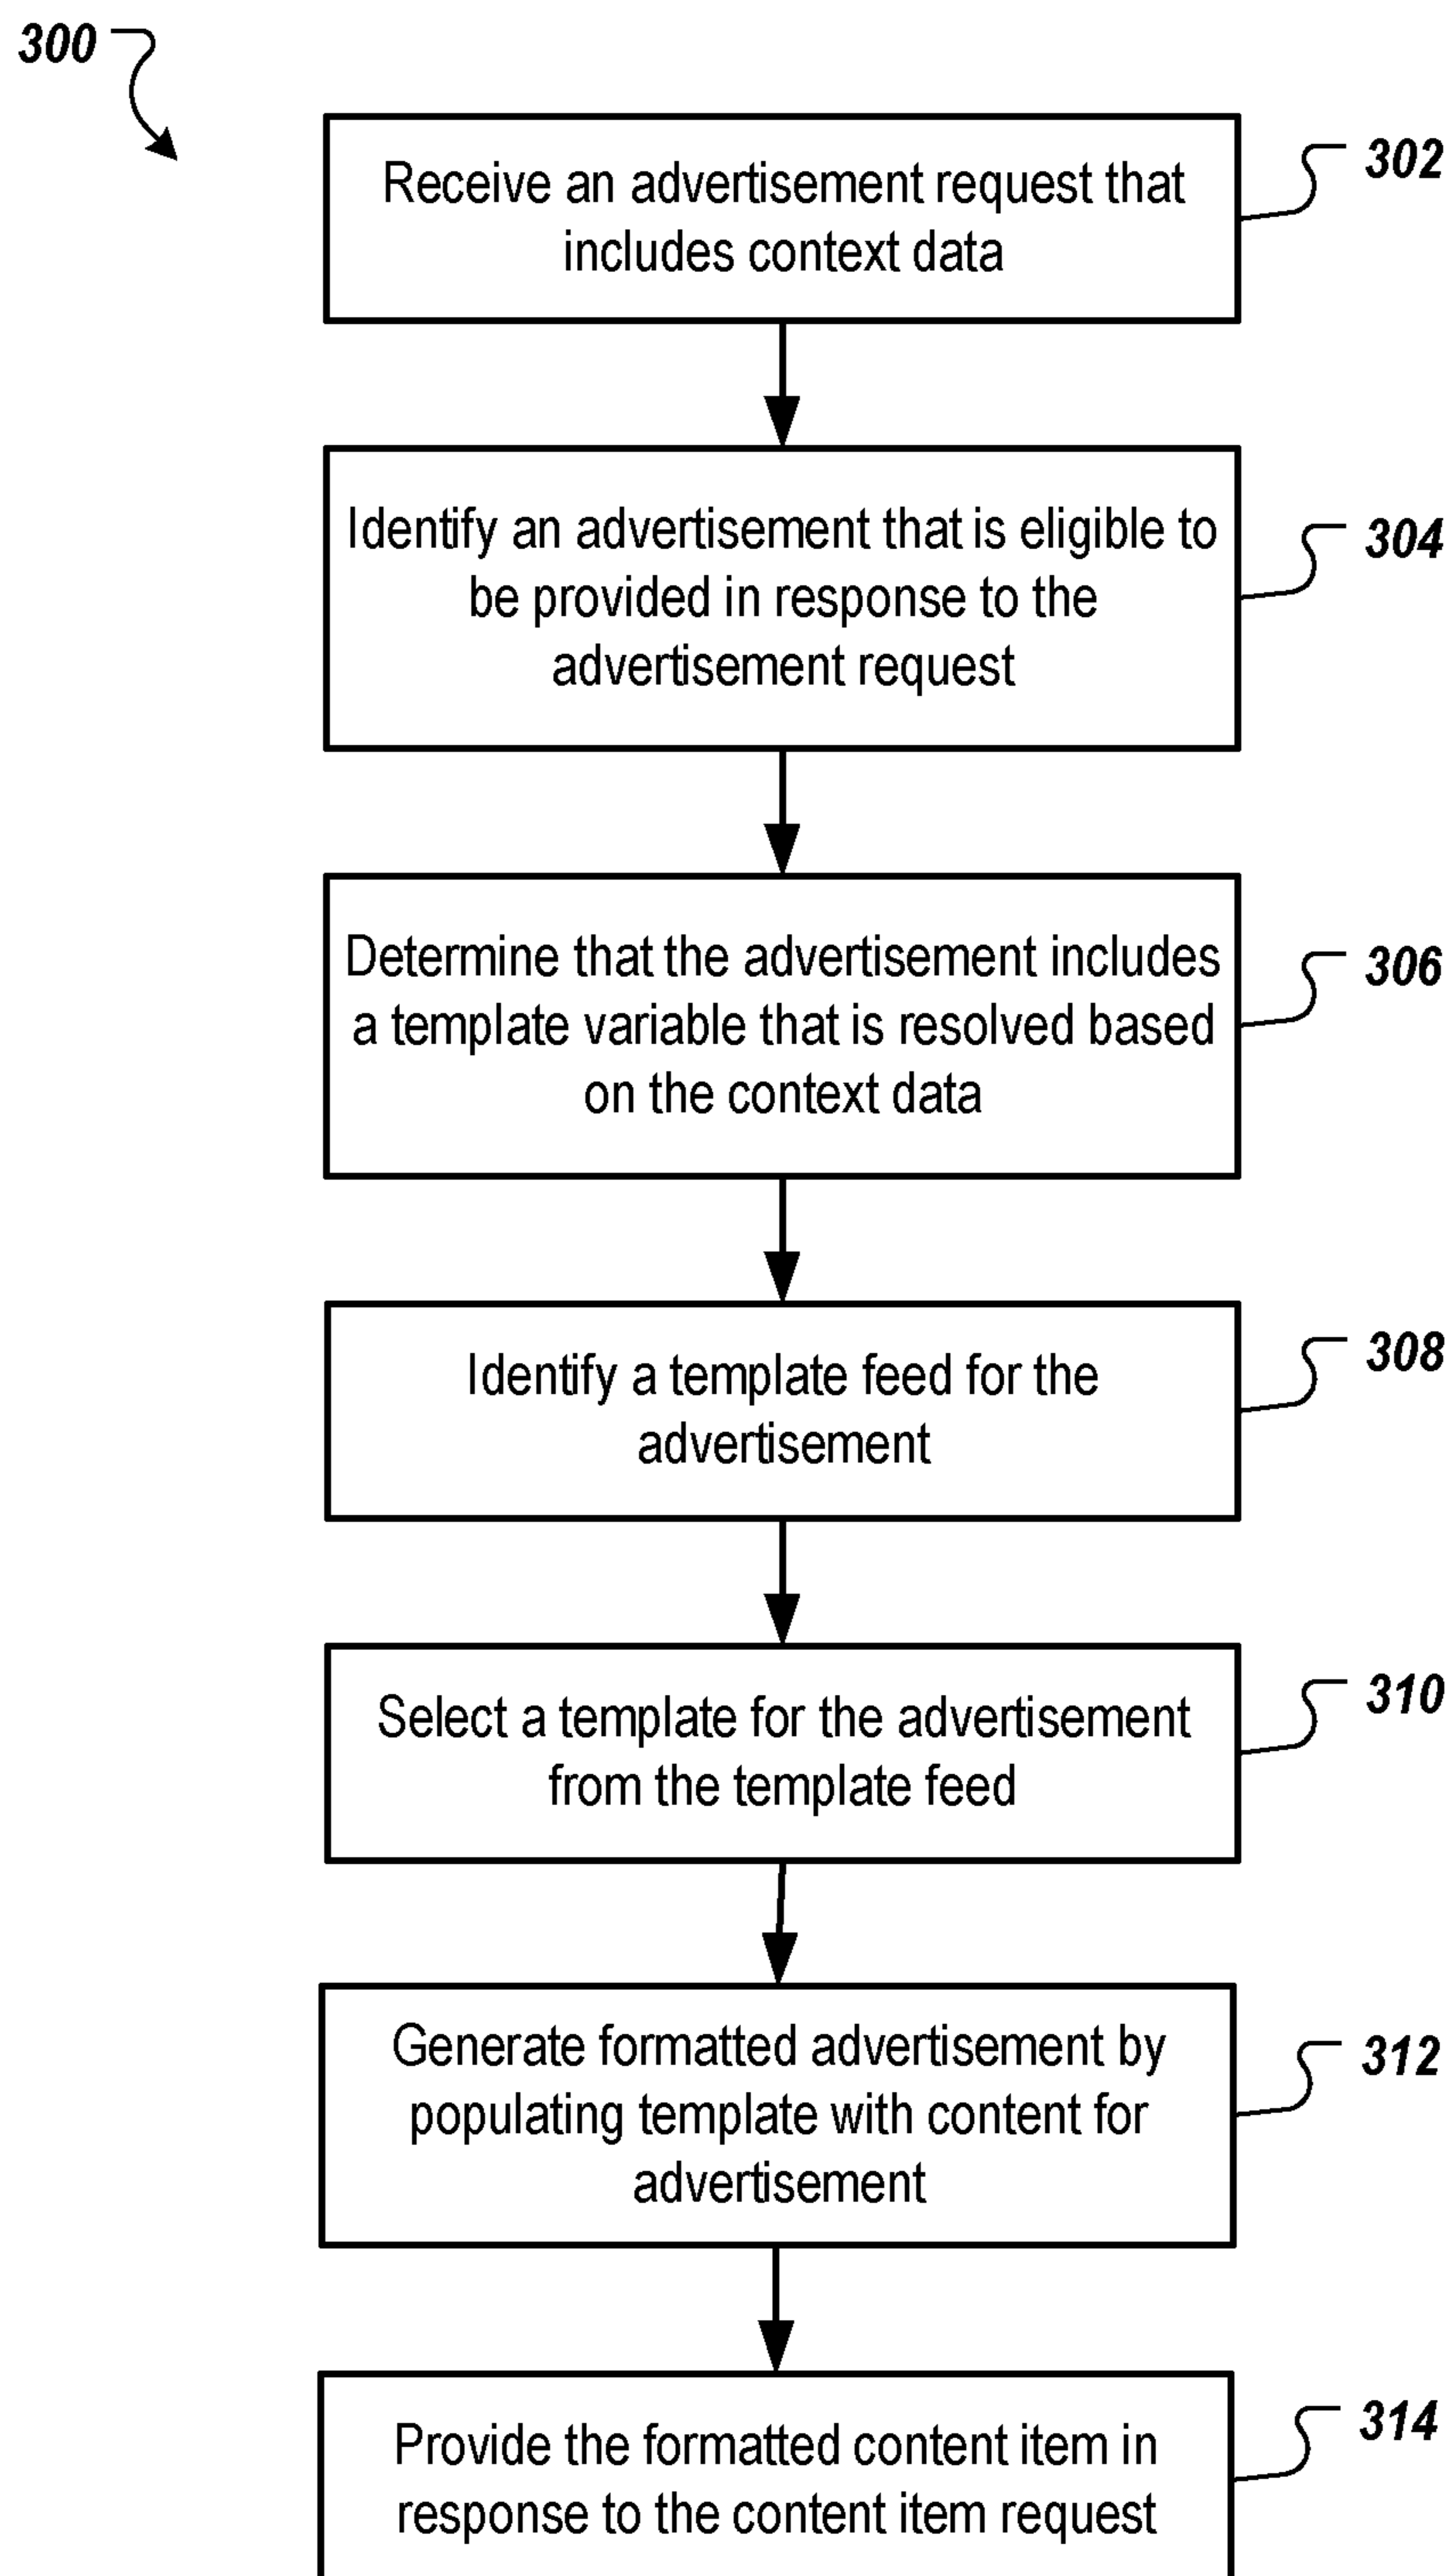 300
Receive an advertisement request that
includes context data
302
Identify an advertisement that is eligible to
be provided in response to the
advertisement request
304
Determine that the advertisement includes
a template variable that is resolved based
on the context data
306
Identify a template feed for the
advertisement
308
Select a template for the advertisement
from the template feed
310
Generate formatted advertisement by
populating template with content for
advertisement
312
Provide the formatted content item in
response to the content item request
314